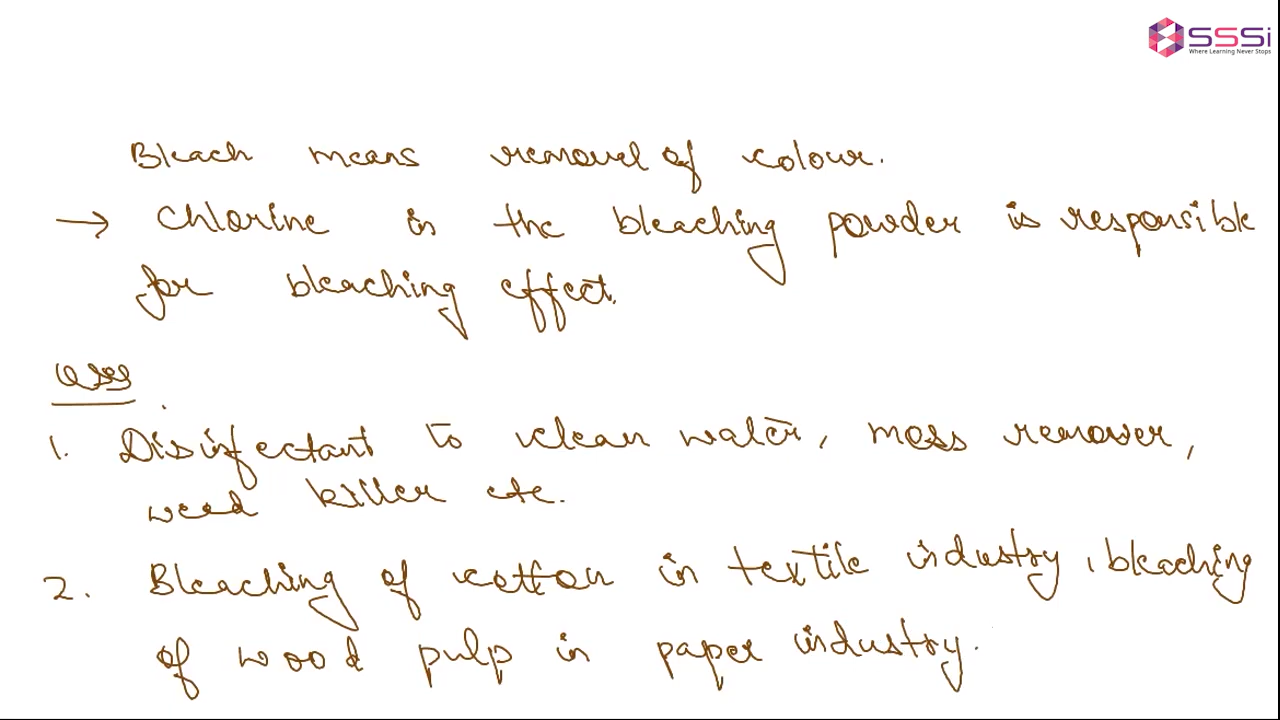 SSSi
Where Learning Never Stops
Bleach means removal of colour.
→ Chlorine in the bleaching powder is responsible
for bleaching effect.
Uses
1. Disinfectant to clean water, moss remover,
weed killer etc.
2. Bleaching of cotton in textile industry, bleaching
of wood pulp in paper industry.